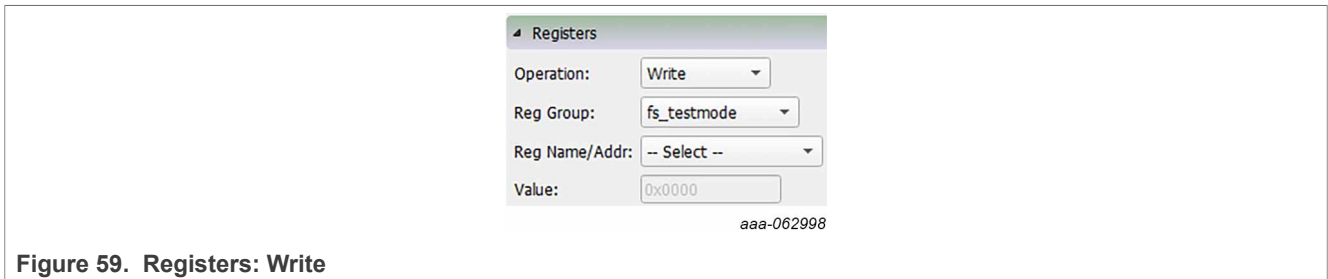 Registers
Operation: Write
Reg Group: fs_testmode
Reg Name/Addr: -- Select --
Value: 0x0000
aaa-062998
Figure 59. Registers: Write